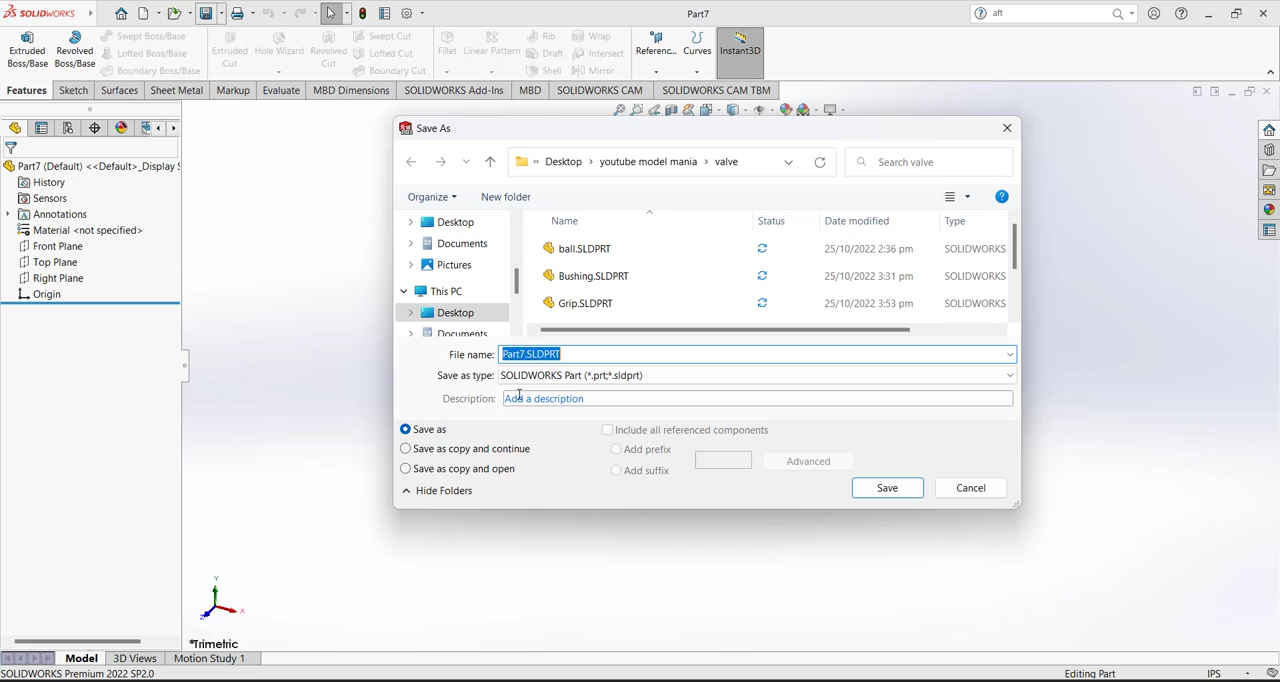 SOLIDWORKS
Part7
aft
Extruded Boss/Base
Revolved Boss/Base
Swept Boss/Base
Lofted Boss/Base
Boundary Boss/Base
Extruded Cut
Hole Wizard
Revolved Cut
Swept Cut
Lofted Cut
Boundary Cut
Fillet
Linear Pattern
Rib
Draft
Shell
Wrap
Intersect
Mirror
Referenc...
Curves
Instant3D
Features
Sketch
Surfaces
Sheet Metal
Markup
Evaluate
MBD Dimensions
SOLIDWORKS Add-Ins
MBD
SOLIDWORKS CAM
SOLIDWORKS CAM TBM
Part7 (Default) <<Default>_Display S
History
Sensors
Annotations
Material <not specified>
Front Plane
Top Plane
Right Plane
Origin
Save As
« Desktop > youtube model mania > valve
Search valve
Organize
New folder
Desktop
Documents
Pictures
This PC
Desktop
Documents
Name Status Date modified Type
ball.SLDPRT 25/10/2022 2:36 pm SOLIDWORKS
Bushing.SLDPRT 25/10/2022 3:31 pm SOLIDWORKS
Grip.SLDPRT 25/10/2022 3:53 pm SOLIDWORKS
File name: Part7.SLDPRT
Save as type: SOLIDWORKS Part (*.prt;*.sldprt)
Description: Add a description
Save as
Save as copy and continue
Save as copy and open
Include all referenced components
Add prefix
Add suffix
Advanced
Hide Folders
Save
Cancel
Y
X
Z
*Trimetric
Model
3D Views
Motion Study 1
SOLIDWORKS Premium 2022 SP2.0
Editing Part
IPS